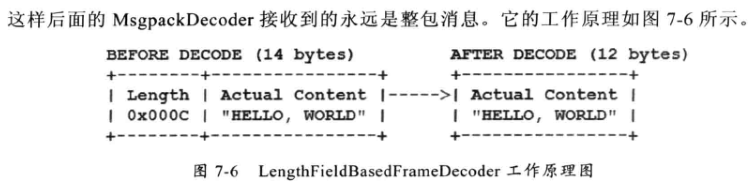 这样后面的 MsgpackDecoder 接收到的永远是整包消息。它的工作原理如图 7-6 所示。
BEFORE DECODE (14 bytes)          AFTER DECODE (12 bytes)
+--------+----------------+      +----------------+
| Length | Actual Content |----->| Actual Content |
| 0x000C | "HELLO, WORLD" |      | "HELLO, WORLD" |
+--------+----------------+      +----------------+
图 7-6 LengthFieldBasedFrameDecoder 工作原理图